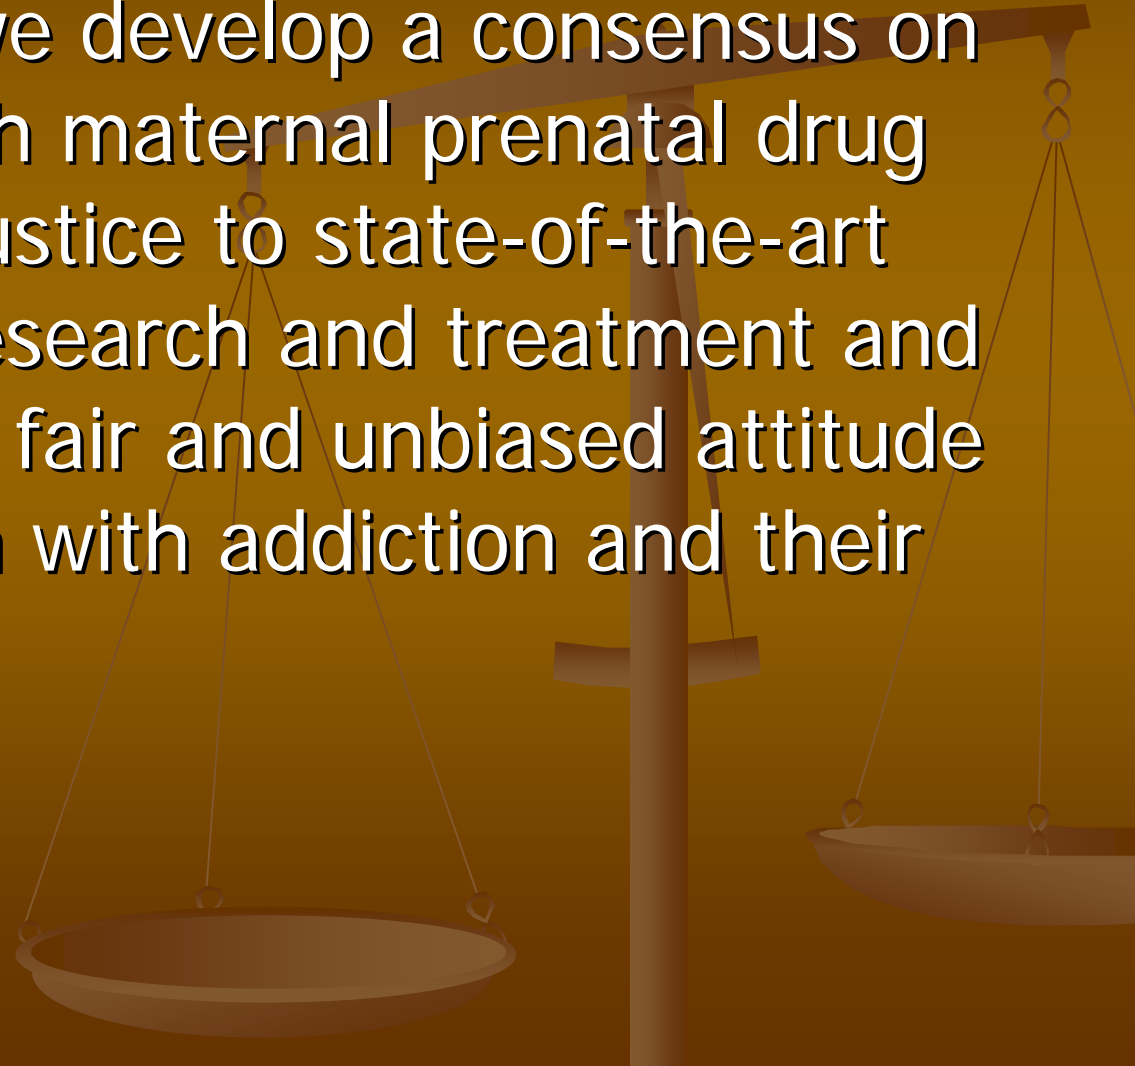 ve develop a consensus on
h maternal prenatal drug
ustice to state-of-the-art
esearch and treatment and
fair and unbiased attitude
with addiction and their